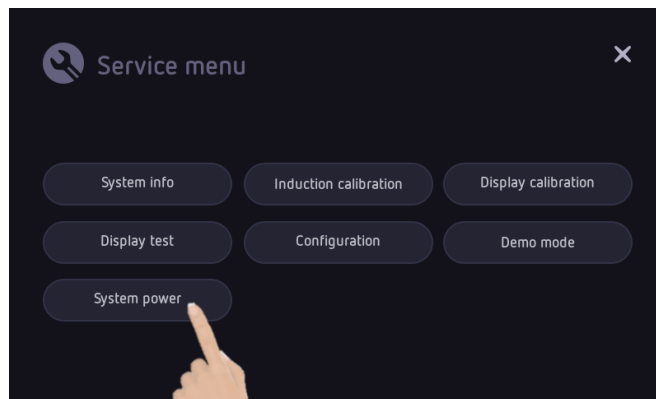 Service menu
System info
Induction calibration
Display calibration
Display test
Configuration
Demo mode
System power